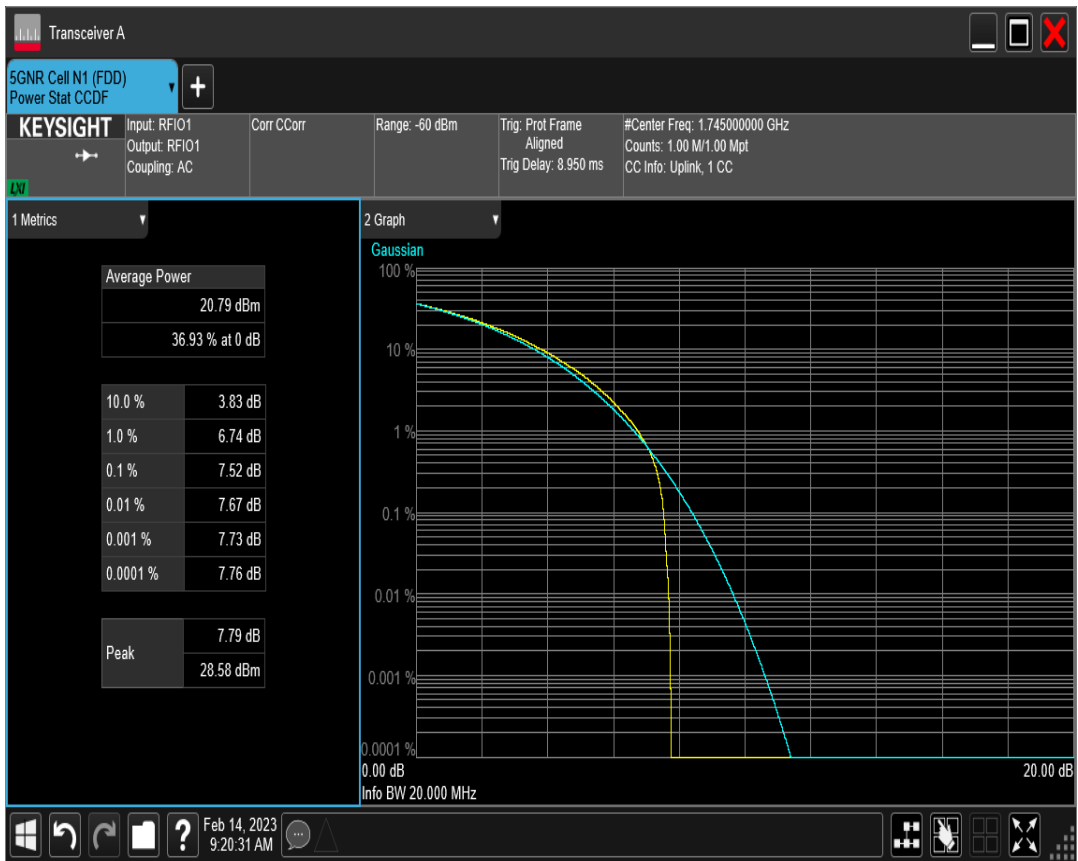 Transceiver A
5GNR Cell N1 (FDD)
Power Stat CCDF
+
KEYSIGHT
LXI
Input: RFIO1
Output: RFIO1
Coupling: AC
Corr CCorr
Range: -60 dBm
Trig: Prot Frame
Aligned
Trig Delay: 8.950 ms
#Center Freq: 1.745000000 GHz
Counts: 1.00 M/1.00 Mpt
CC Info: Uplink, 1 CC
1 Metrics
Average Power
20.79 dBm
36.93 % at 0 dB
10.0 % 3.83 dB
1.0 % 6.74 dB
0.1 % 7.52 dB
0.01 % 7.67 dB
0.001 % 7.73 dB
0.0001 % 7.76 dB
Peak
7.79 dB
28.58 dBm
2 Graph
Gaussian
100 %
10 %
1 %
0.1 %
0.01 %
0.001 %
0.0001 %
0.00 dB 20.00 dB
Info BW 20.000 MHz
?
Feb 14, 2023
9:20:31 AM